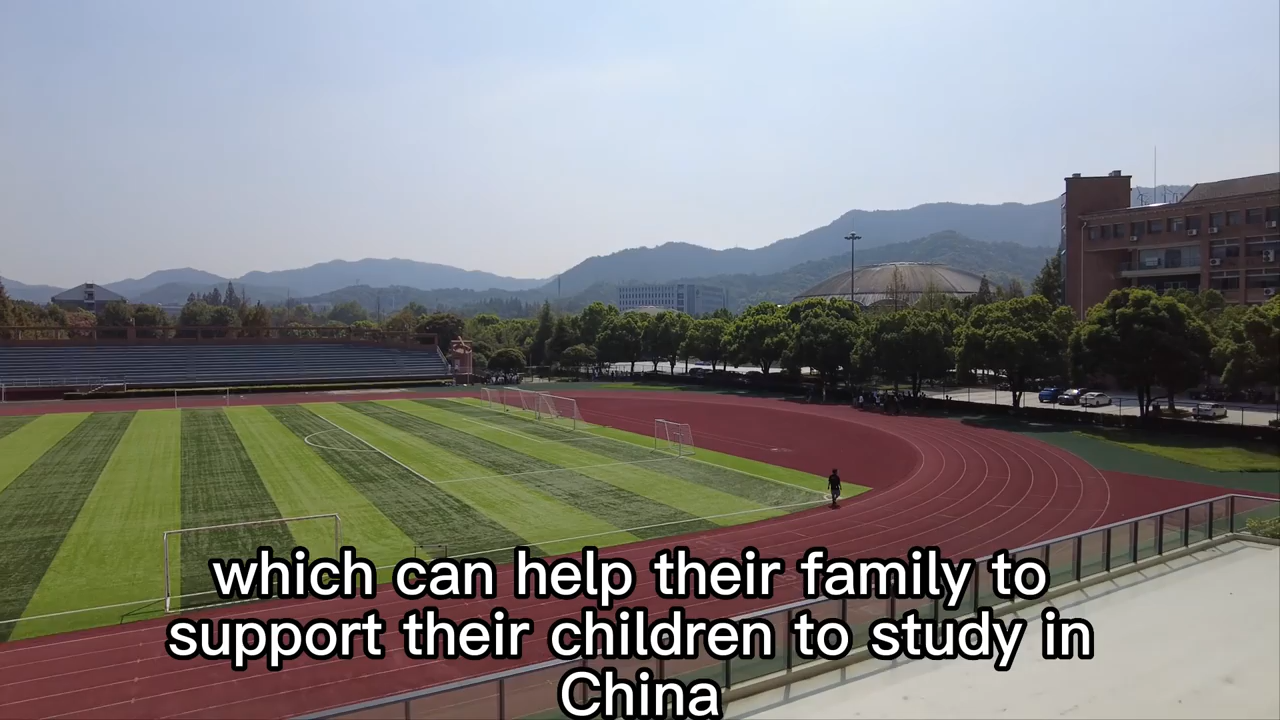 which can help their family to
support their children to study in
China